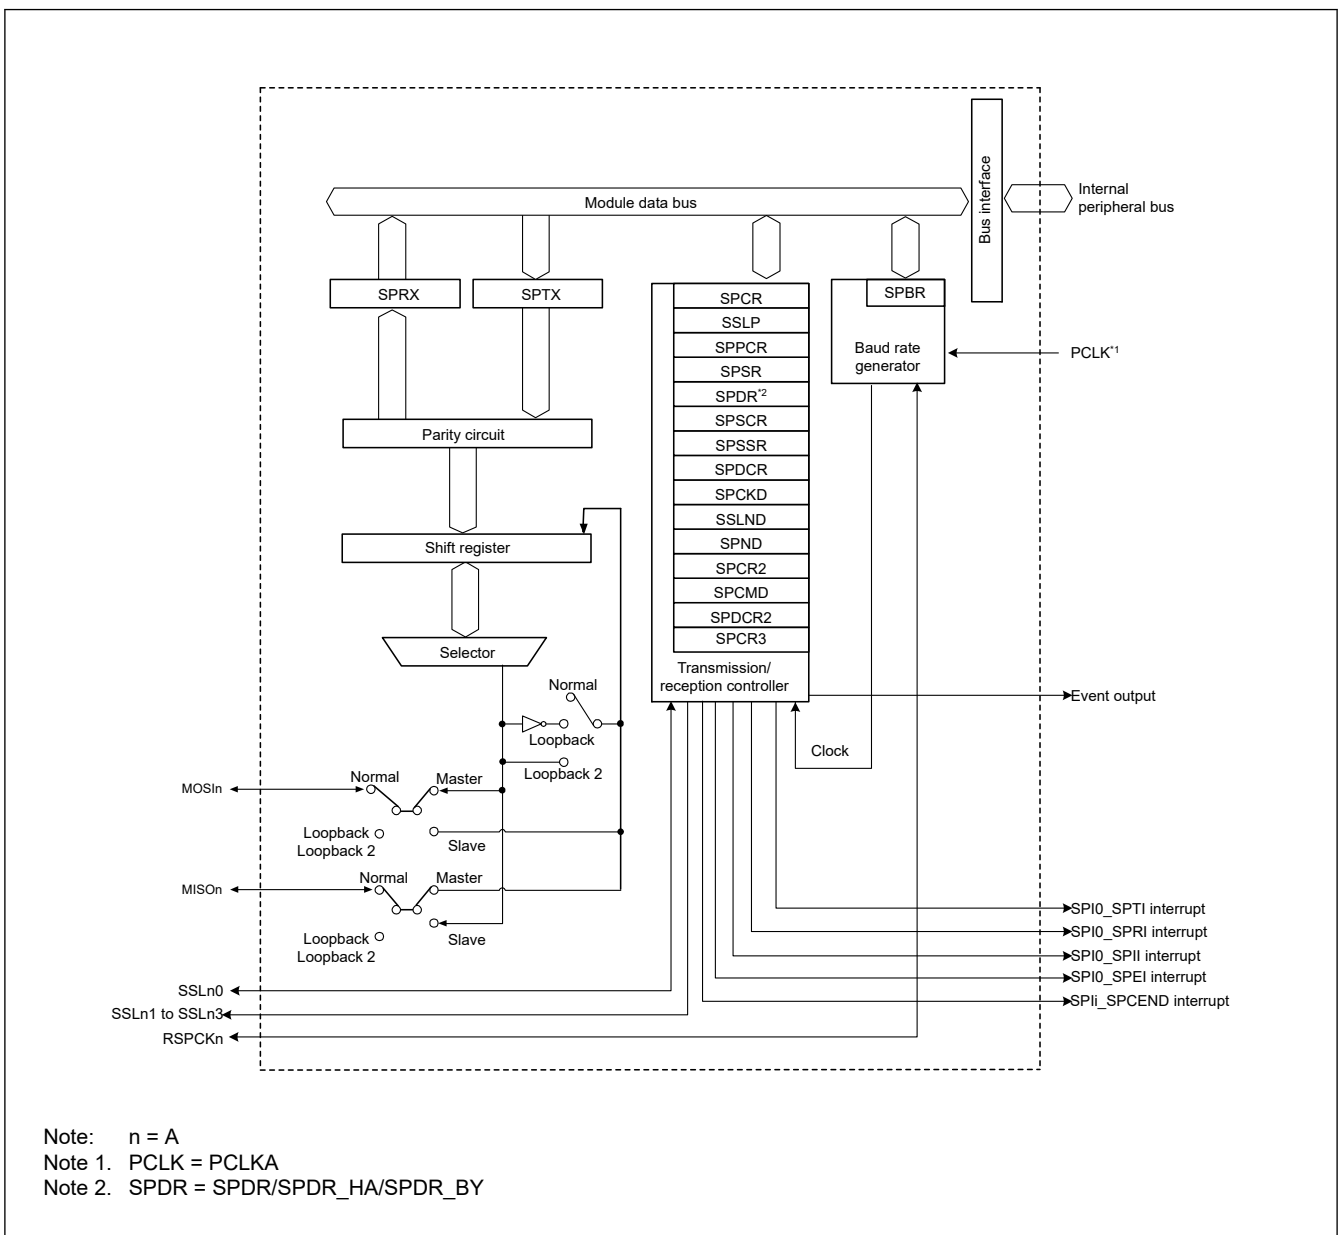 Module data bus
Bus interface
Internal
peripheral bus
SPRX
SPTX
SPCR
SSLP
SPPCR
SPSR
SPDR*2
SPSCR
SPSSR
SPDCR
SPCKD
SSLND
SPND
SPCR2
SPCMD
SPDCR2
SPCR3
Transmission/
reception controller
SPBR
Baud rate
generator
PCLK*1
Parity circuit
Shift register
Selector
Normal
Loopback
Loopback 2
Clock
Event output
MOSIn
Normal
Master
Loopback
Loopback 2
Slave
MISOn
Normal
Master
Loopback
Loopback 2
Slave
SPI0_SPTI interrupt
SPI0_SPRI interrupt
SPI0_SPII interrupt
SPI0_SPEI interrupt
SPIi_SPCEND interrupt
SSLn0
SSLn1 to SSLn3
RSPCKn
Note: n = A
Note 1. PCLK = PCLKA
Note 2. SPDR = SPDR/SPDR_HA/SPDR_BY